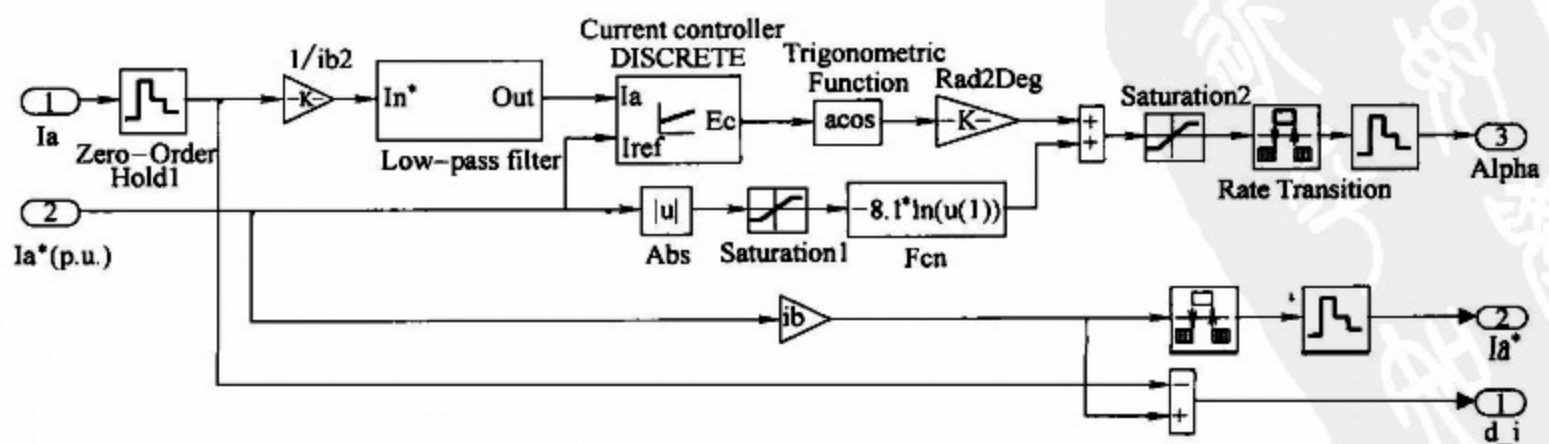 Current controller
DISCRETE
Trigonometric
Function
1/ib2
Rad2Deg
Saturation2
1
Ia
Zero-Order
Hold1
-K-
In*
Out
Low-pass filter
Ia
Iref
Ec
acos
-K-
+
+
Rate Transition
3
Alpha
2
Ia*(p.u.)
|u|
Abs
Saturation1
-8.1*ln(u(1))
Fcn
ib
2
Ia*
-
+
1
d_i